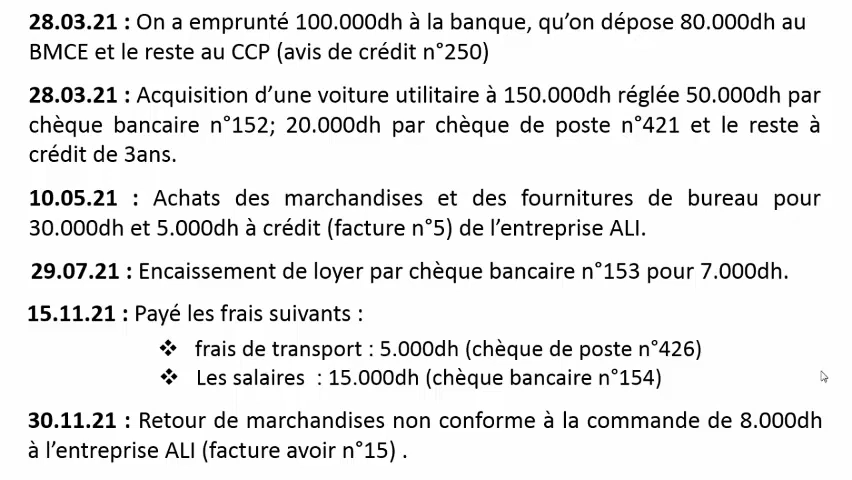 28.03.21 : On a emprunté 100.000dh à la banque, qu'on dépose 80.000dh au
BMCE et le reste au CCP (avis de crédit n°250)
28.03.21 : Acquisition d'une voiture utilitaire à 150.000dh réglée 50.000dh par
chèque bancaire n°152; 20.000dh par chèque de poste n°421 et le reste à
crédit de 3ans.
10.05.21 : Achats des marchandises et des fournitures de bureau pour
30.000dh et 5.000dh à crédit (facture n°5) de l'entreprise ALI.
29.07.21 : Encaissement de loyer par chèque bancaire n°153 pour 7.000dh.
15.11.21 : Payé les frais suivants :
❖ frais de transport : 5.000dh (chèque de poste n°426)
❖ Les salaires : 15.000dh (chèque bancaire n°154)
30.11.21 : Retour de marchandises non conforme à la commande de 8.000dh
à l'entreprise ALI (facture avoir n°15) .